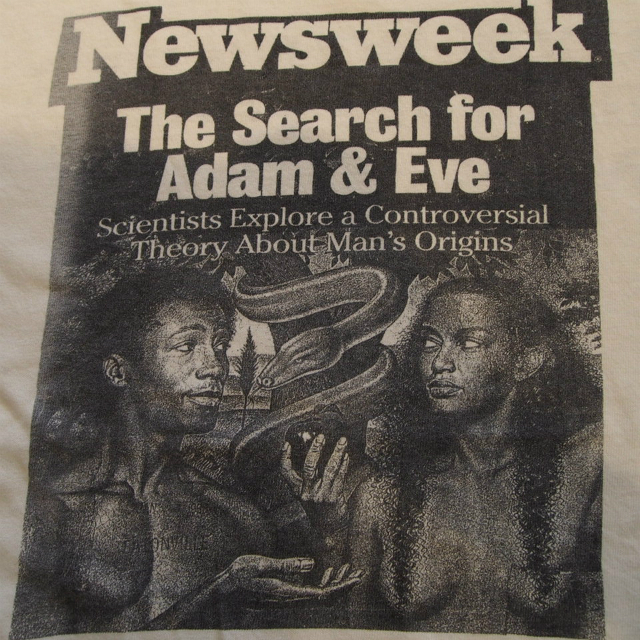 Newsweek
The Search for
Adam & Eve
Scientists Explore a Controversial
Theory About Man's Origins